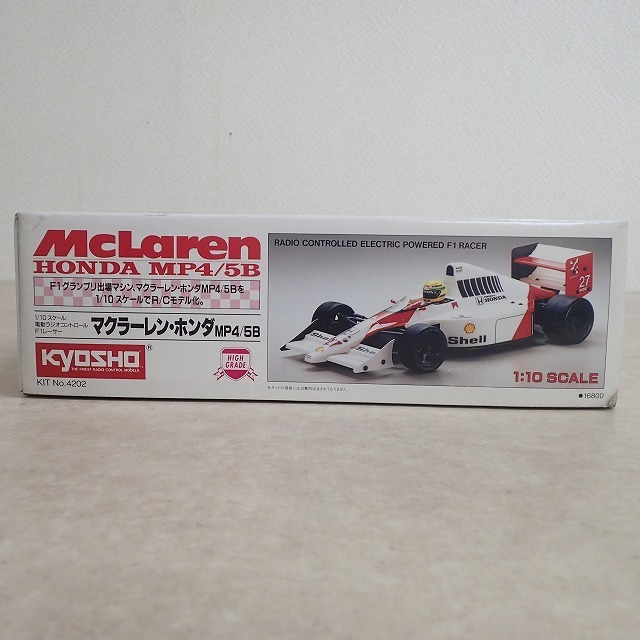 McLaren
HONDA MP4/5B
F1グランプリ出場マシン、マクラーレン・ホンダMP4/5Bを
1/10スケールでR/Cモデル化。
1/10スケール
電動ラジオコントロール
F1レーサー
マクラーレン・ホンダMP4/5B
KYOSHO®
THE FINEST RADIO CONTROL MODELS
KIT No.4202
HIGH
GRADE
RADIO CONTROLLED ELECTRIC POWERED F1 RACER
27
HONDA
Shell
1:10 SCALE
●16800